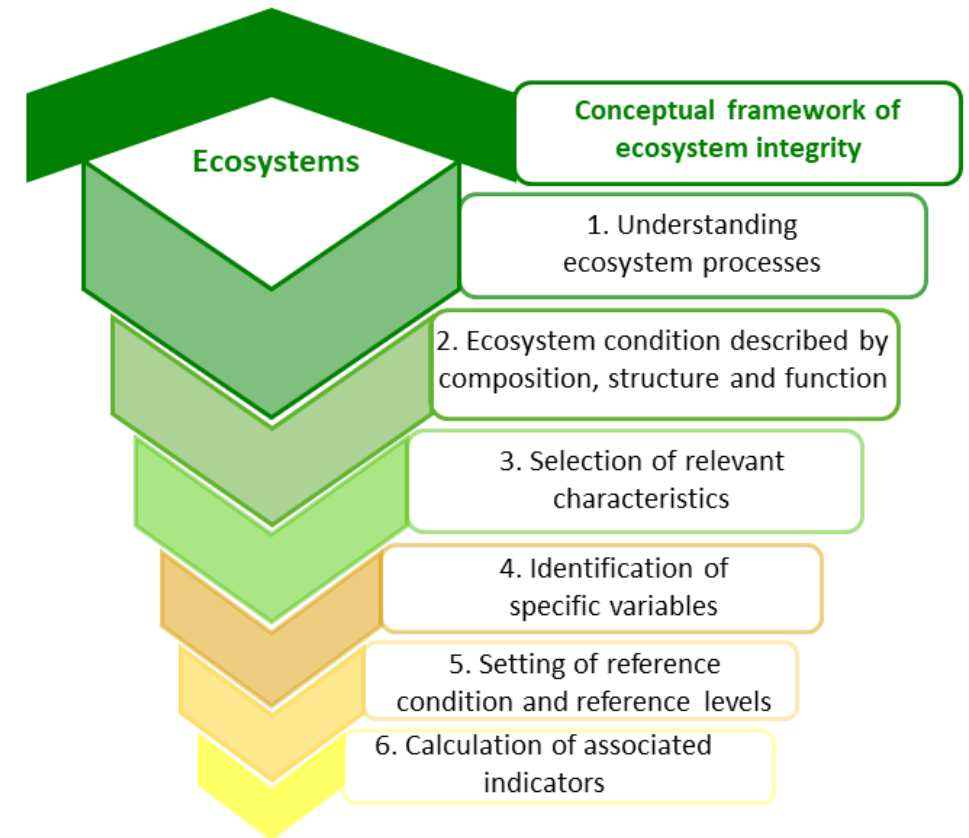 Ecosystems
Conceptual framework of
ecosystem integrity
1. Understanding
ecosystem processes
2. Ecosystem condition described by
composition, structure and function
3. Selection of relevant
characteristics
4. Identification of
specific variables
5. Setting of reference
condition and reference levels
6. Calculation of associated
indicators